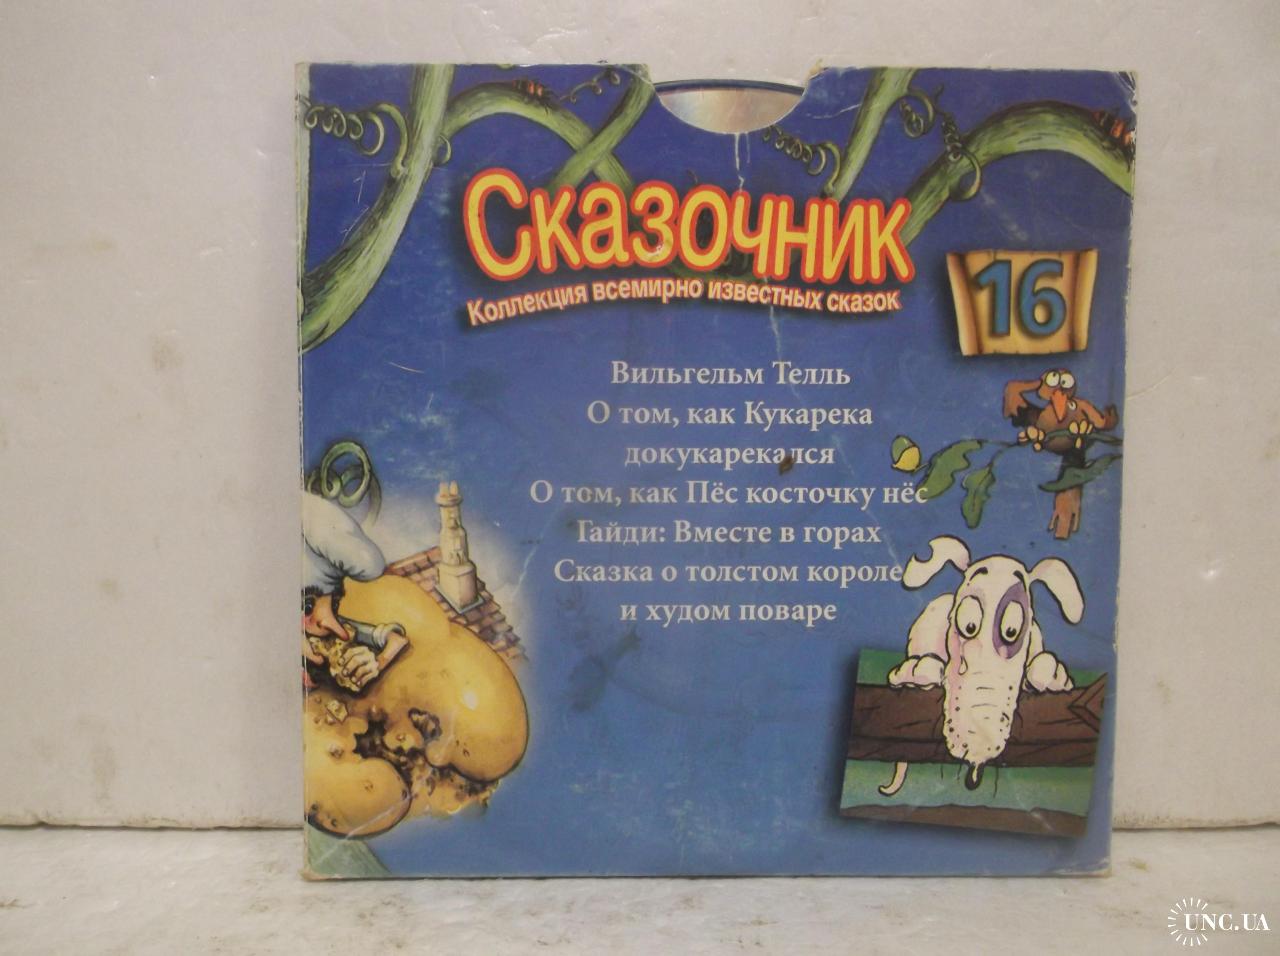 Сказочник
Коллекция всемирно известных сказок
16
Вильгельм Телль
О том, как Кукарека
докукарекался
О том, как Пёс косточку нёс
Гайди: Вместе в горах
Сказка о толстом короле
и худом поваре
UNC.UA